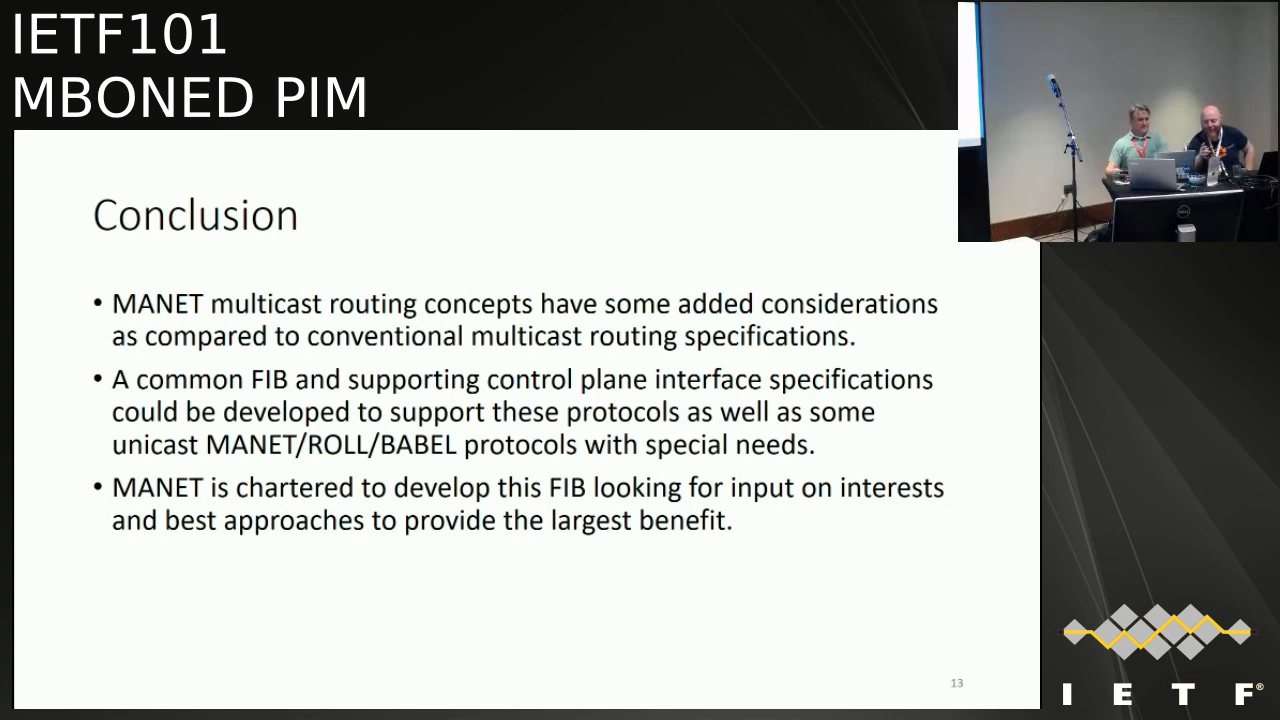 IETF101
MBONED PIM
Conclusion
• MANET multicast routing concepts have some added considerations
as compared to conventional multicast routing specifications.
• A common FIB and supporting control plane interface specifications
could be developed to support these protocols as well as some
unicast MANET/ROLL/BABEL protocols with special needs.
• MANET is chartered to develop this FIB looking for input on interests
and best approaches to provide the largest benefit.
13
I E T F®